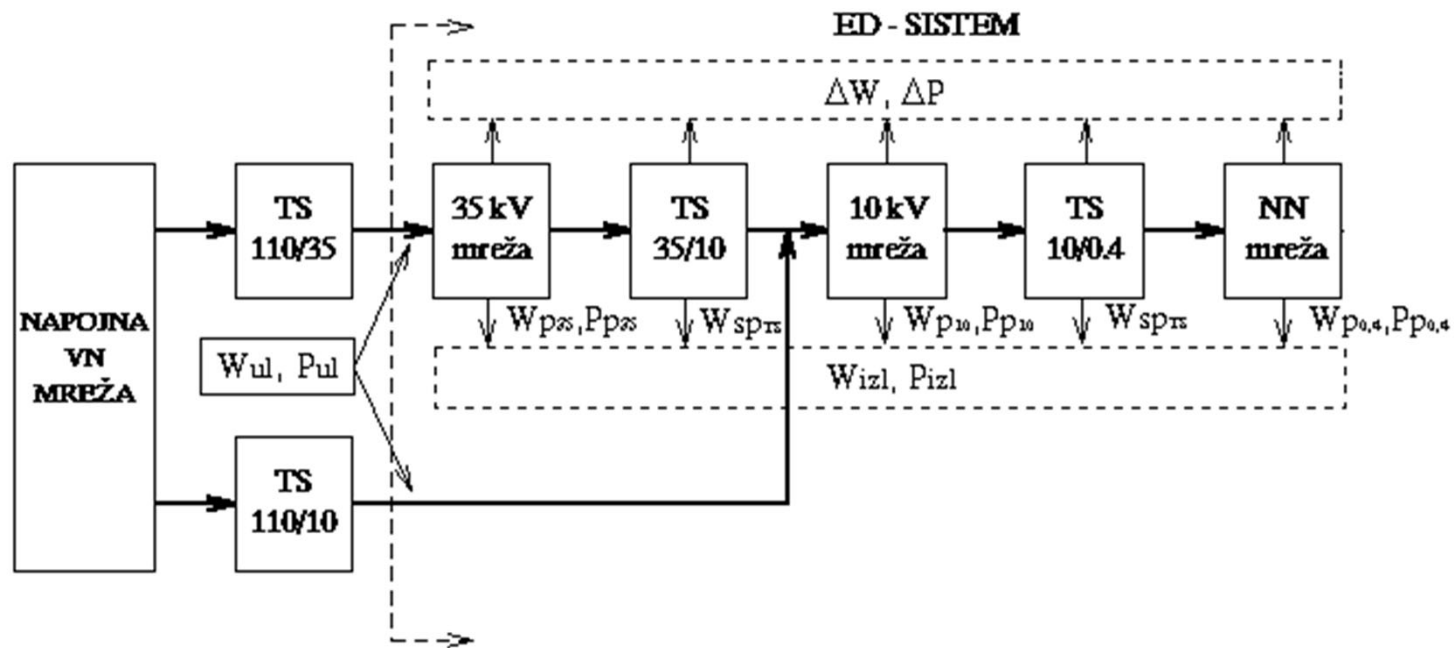 ED - SISTEM
ΔW, ΔP
TS
110/35
35 kV
mreža
TS
35/10
10 kV
mreža
TS
10/0.4
NN
mreža
NAPOJNA
VN
MREŽA
Wul, Pul
Wp35,Pp35
WspTS
Wp10,Pp10
WspTS
Wp0,4,Pp0,4
Wizl, Pizl
TS
110/10